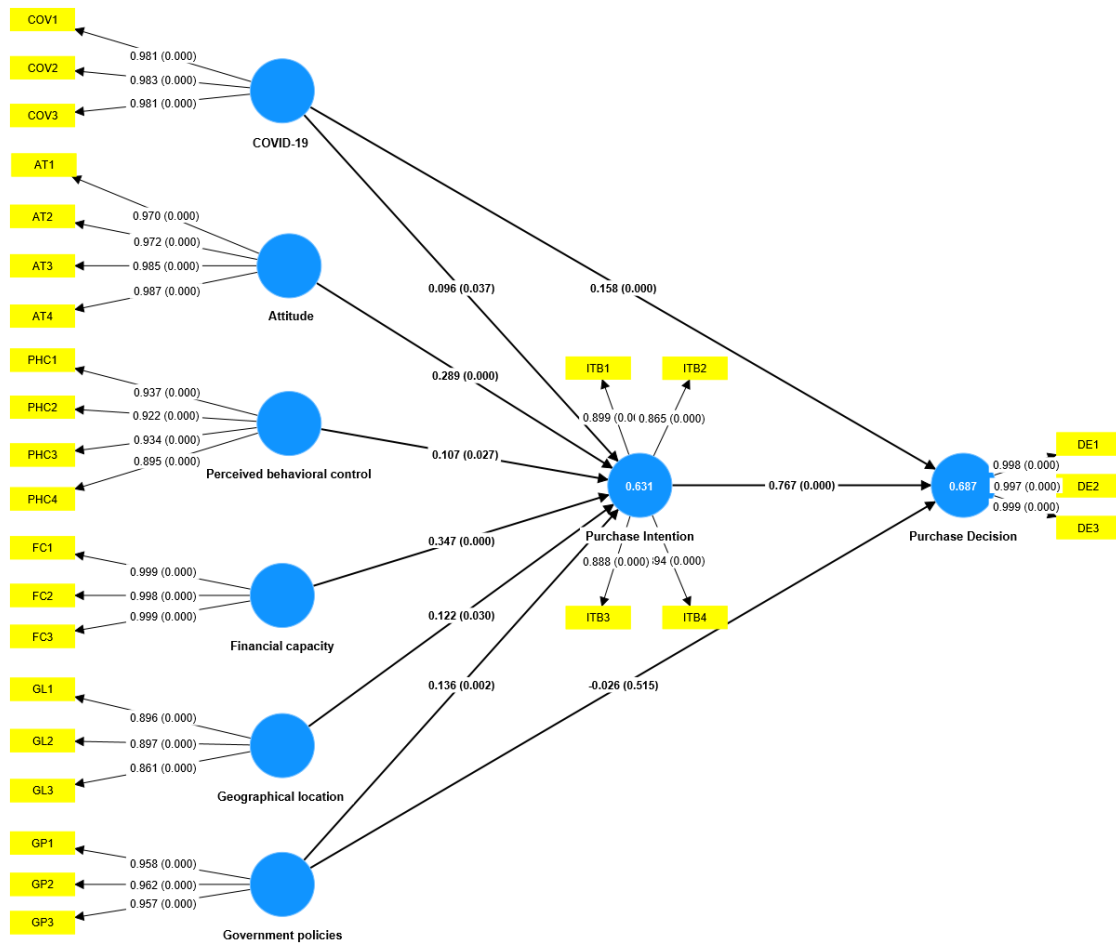 COV1
0.981 (0.000)
COV2
0.983 (0.000)
COV3
0.981 (0.000)
COVID-19
AT1
0.970 (0.000)
AT2
0.972 (0.000)
AT3
0.985 (0.000)
AT4
0.987 (0.000)
Attitude
PHC1
0.937 (0.000)
PHC2
0.922 (0.000)
PHC3
0.934 (0.000)
PHC4
0.895 (0.000)
Perceived behavioral control
FC1
0.999 (0.000)
FC2
0.998 (0.000)
FC3
0.999 (0.000)
Financial capacity
GL1
0.896 (0.000)
GL2
0.897 (0.000)
GL3
0.861 (0.000)
Geographical location
GP1
0.958 (0.000)
GP2
0.962 (0.000)
GP3
0.957 (0.000)
Government policies
0.096 (0.037)
0.158 (0.000)
0.289 (0.000)
0.107 (0.027)
0.347 (0.000)
0.122 (0.030)
0.136 (0.002)
-0.026 (0.515)
ITB1
ITB2
0.899
0.865 (0.000)
0.631
Purchase Intention
0.888 (0.000)
(0.000)
ITB3
ITB4
0.767 (0.000)
0.687
Purchase Decision
DE1
0.998 (0.000)
DE2
0.997 (0.000)
DE3
0.999 (0.000)